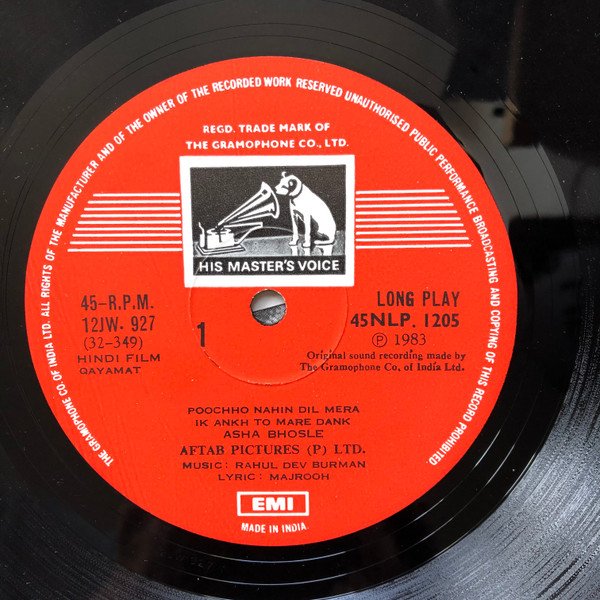 THE GRAMOPHONE CO. OF INDIA LTD. ALL RIGHTS OF THE MANUFACTURER AND OF THE OWNER OF THE RECORDED WORK RESERVED UNAUTHORISED PUBLIC PERFORMANCE BROADCASTING AND COPYING OF THIS RECORD PROHIBITED
REGD. TRADE MARK OF
THE GRAMOPHONE CO., LTD.
HIS MASTER'S VOICE
45-R.P.M.
12JW. 927
(32-349)
HINDI FILM
QAYAMAT
1
LONG PLAY
45NLP. 1205
Ⓟ 1983
Original sound recording made by
The Gramophone Co. of India Ltd.
POOCHHO NAHIN DIL MERA
IK ANKH TO MARE DANK
ASHA BHOSLE
AFTAB PICTURES (P) LTD.
MUSIC: RAHUL DEV BURMAN
LYRIC: MAJROOH
EMI
MADE IN INDIA